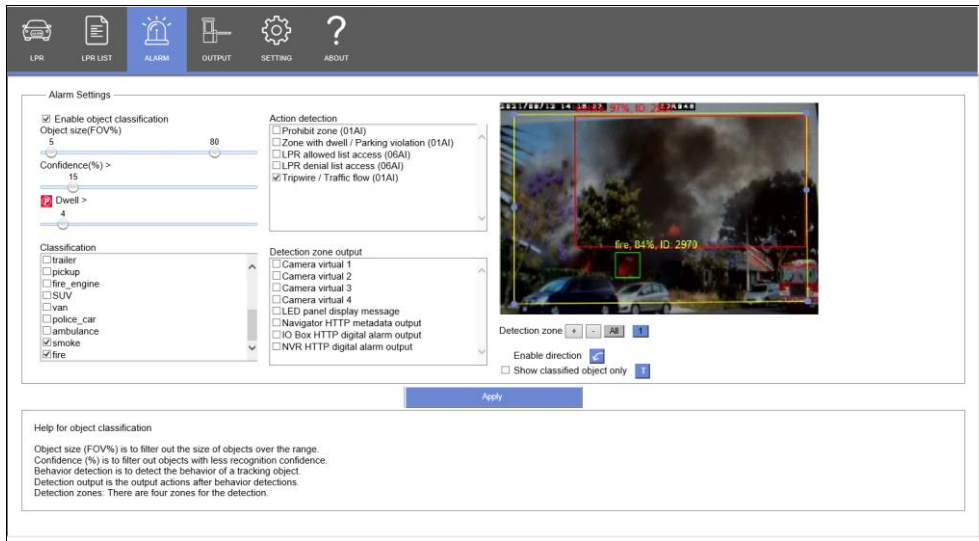 LPR
LPR LIST
ALARM
OUTPUT
SETTING
ABOUT
Alarm Settings
Enable object classification
Object size(FOV%)
5 80
Confidence(%) >
15
Dwell >
4
Classification
trailer
pickup
fire_engine
SUV
van
police_car
ambulance
smoke
fire
Action detection
Prohibit zone (01AI)
Zone with dwell / Parking violation (01AI)
LPR allowed list access (06AI)
LPR denial list access (06AI)
Tripwire / Traffic flow (01AI)
Detection zone output
Camera virtual 1
Camera virtual 2
Camera virtual 3
Camera virtual 4
LED panel display message
Navigator HTTP metadata output
IO Box HTTP digital alarm output
NVR HTTP digital alarm output
97%, ID:
fire, 84%, ID: 2970
Detection zone + - All 1
Enable direction
Show classified object only T
Apply
Help for object classification
Object size (FOV%) is to filter out the size of objects over the range.
Confidence (%) is to filter out objects with less recognition confidence.
Behavior detection is to detect the behavior of a tracking object.
Detection output is the output actions after behavior detections.
Detection zones: There are four zones for the detection.